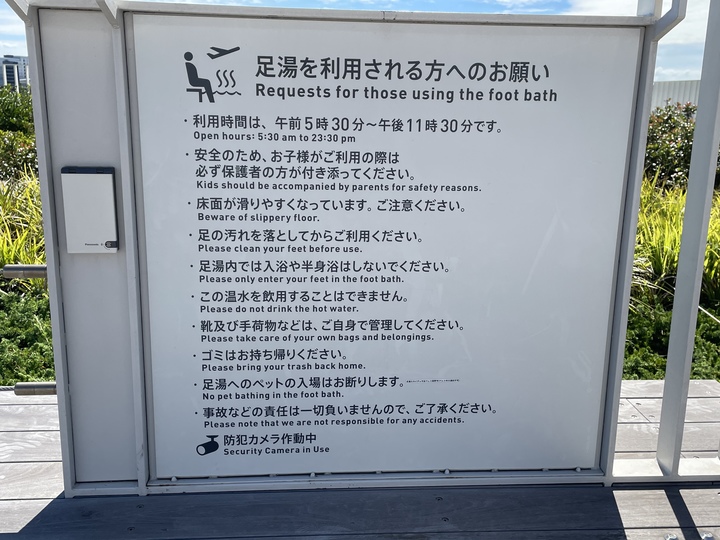 足湯を利用される方へのお願い
Requests for those using the foot bath
・利用時間は、午前5時30分～午後11時30分です。
Open hours: 5:30 am to 23:30 pm
・安全のため、お子様がご利用の際は
必ず保護者の方が付き添ってください。
Kids should be accompanied by parents for safety reasons.
・床面が滑りやすくなっています。ご注意ください。
Beware of slippery floor.
・足の汚れを落としてからご利用ください。
Please clean your feet before use.
・足湯内では入浴や半身浴はしないでください。
Please only enter your feet in the foot bath.
・この温水を飲用することはできません。
Please do not drink the hot water.
・靴及び手荷物などは、ご自身で管理してください。
Please take care of your own bags and belongings.
・ゴミはお持ち帰りください。
Please bring your trash back home.
・足湯へのペットの入場はお断りします。
No pet bathing in the foot bath.
・事故などの責任は一切負いませんので、ご了承ください。
Please note that we are not responsible for any accidents.
防犯カメラ作動中
Security Camera in Use